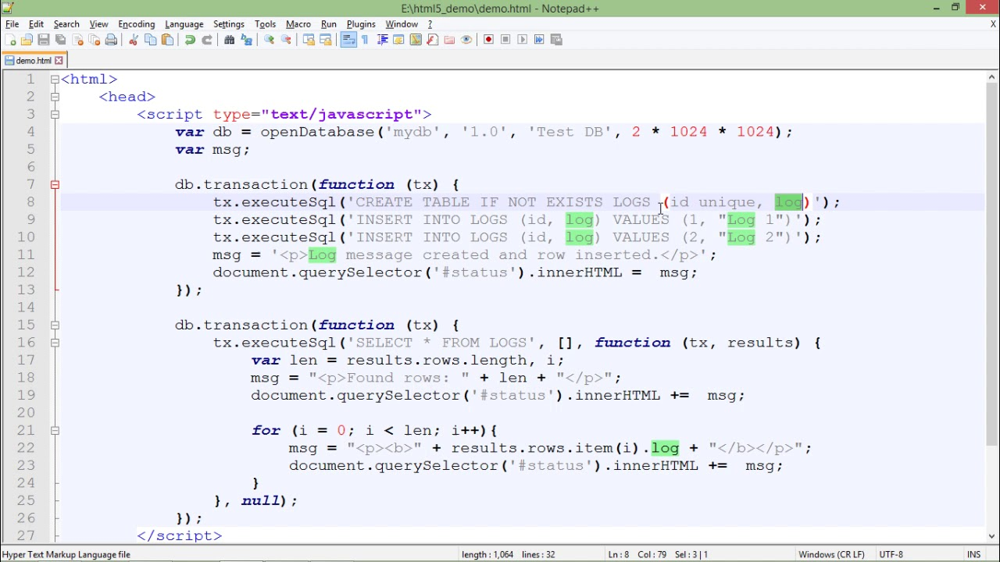 E:\html5_demo\demo.html - Notepad++
File Edit Search View Encoding Language Settings Tools Macro Run Plugins Window ? X
demo.html
1 <html>
2 <head>
3 <script type="text/javascript">
4 var db = openDatabase('mydb', '1.0', 'Test DB', 2 * 1024 * 1024);
5 var msg;
6
7 db.transaction(function (tx) {
8 tx.executeSql('CREATE TABLE IF NOT EXISTS LOGS (id unique, log)');
9 tx.executeSql('INSERT INTO LOGS (id, log) VALUES (1, "Log 1")');
10 tx.executeSql('INSERT INTO LOGS (id, log) VALUES (2, "Log 2")');
11 msg = '<p>Log message created and row inserted.</p>';
12 document.querySelector('#status').innerHTML =  msg;
13 });
14
15 db.transaction(function (tx) {
16 tx.executeSql('SELECT * FROM LOGS', [], function (tx, results) {
17 var len = results.rows.length, i;
18 msg = "<p>Found rows: " + len + "</p>";
19 document.querySelector('#status').innerHTML +=  msg;
20
21 for (i = 0; i < len; i++){
22 msg = "<p><b>" + results.rows.item(i).log + "</b></p>";
23 document.querySelector('#status').innerHTML +=  msg;
24 }
25 }, null);
26 });
27 </script>
Hyper Text Markup Language file length : 1,064 lines : 32 Ln : 8 Col : 79 Sel : 3 | 1 Windows (CR LF) UTF-8 INS